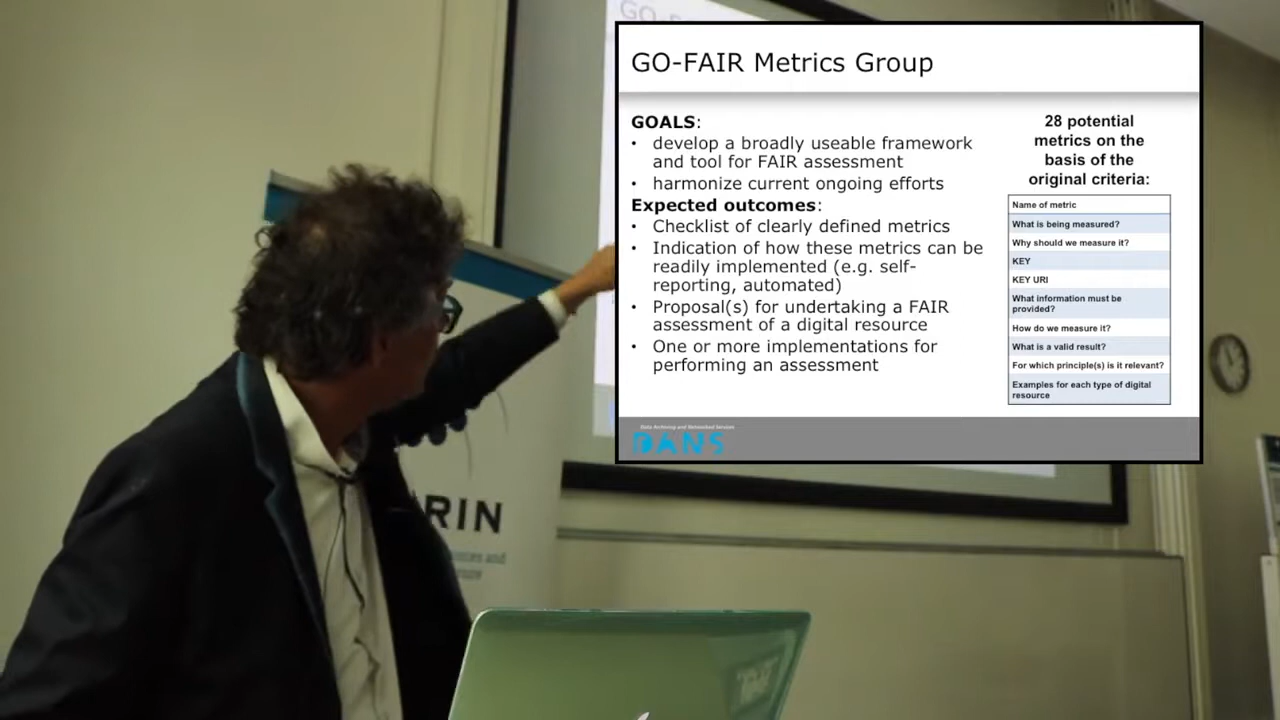 GO-FAIR Metrics Group
GOALS:
• develop a broadly useable framework
and tool for FAIR assessment
• harmonize current ongoing efforts
Expected outcomes:
• Checklist of clearly defined metrics
• Indication of how these metrics can be
readily implemented (e.g. self-
reporting, automated)
• Proposal(s) for undertaking a FAIR
assessment of a digital resource
• One or more implementations for
performing an assessment
28 potential
metrics on the
basis of the
original criteria:
Name of metric
What is being measured?
Why should we measure it?
KEY
KEY URI
What information must be
provided?
How do we measure it?
What is a valid result?
For which principle(s) is it relevant?
Examples for each type of digital
resource
Data Archiving and Networked Services
DANS
RIN